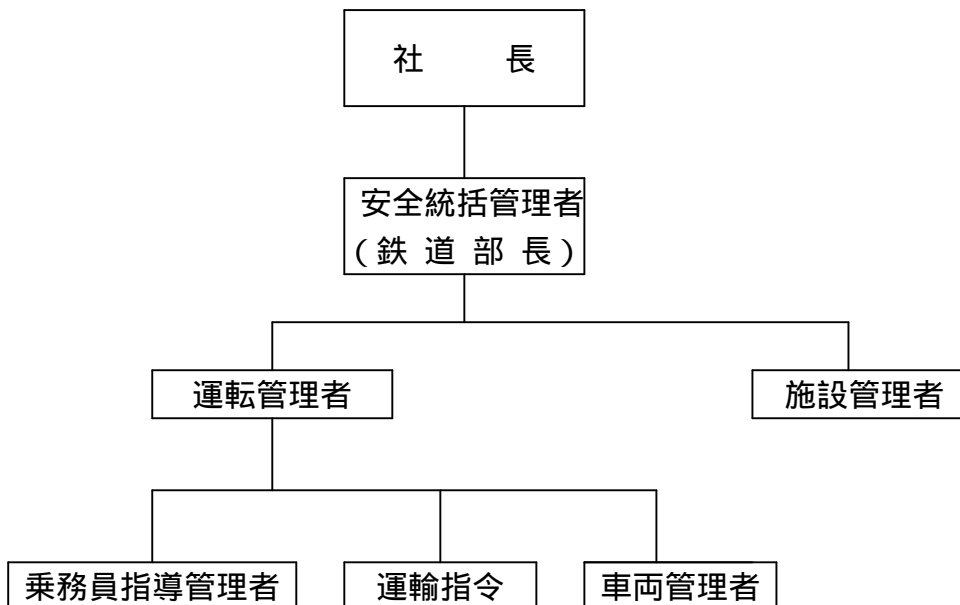 社 長
安全統括管理者
(鉄 道 部 長)
運転管理者
施設管理者
乗務員指導管理者
運輸指令
車両管理者